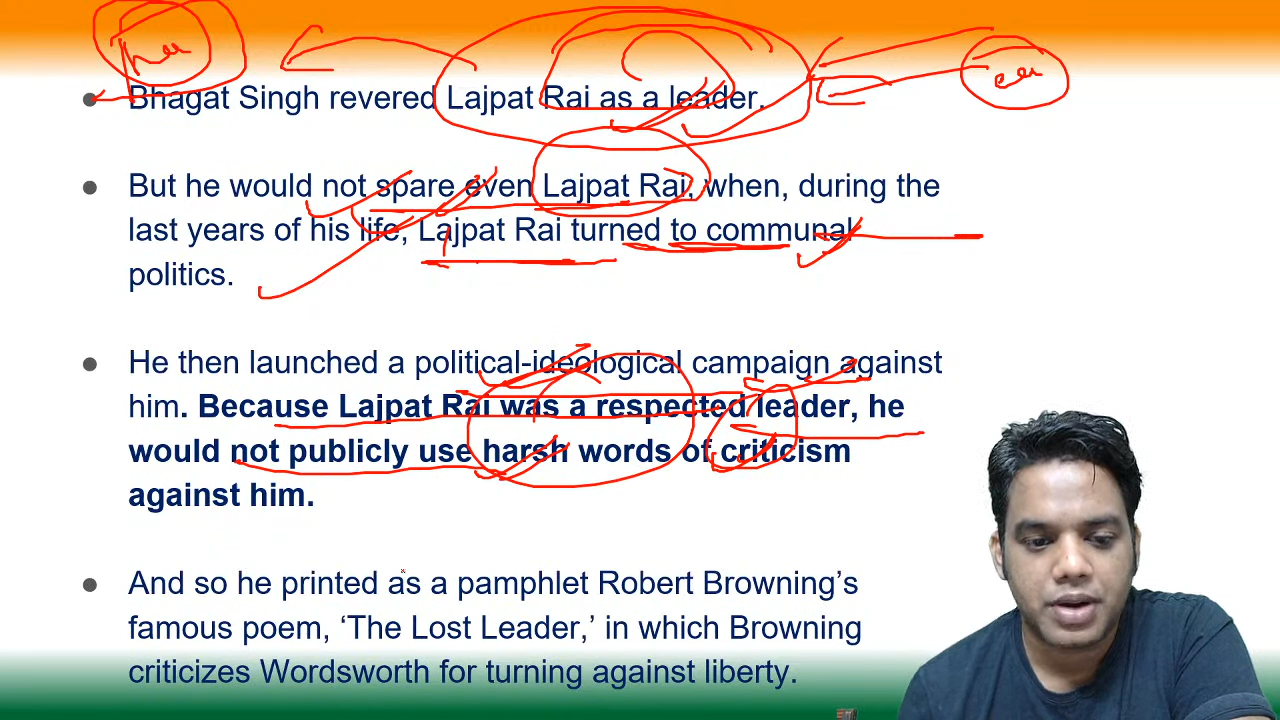 ● Bhagat Singh revered Lajpat Rai as a leader.
● But he would not spare even Lajpat Rai, when, during the
last years of his life, Lajpat Rai turned to communal
politics.
● He then launched a political-ideological campaign against
him. Because Lajpat Rai was a respected leader, he
would not publicly use harsh words of criticism
against him.
● And so he printed as a pamphlet Robert Browning’s
famous poem, ‘The Lost Leader,’ in which Browning
criticizes Wordsworth for turning against liberty.